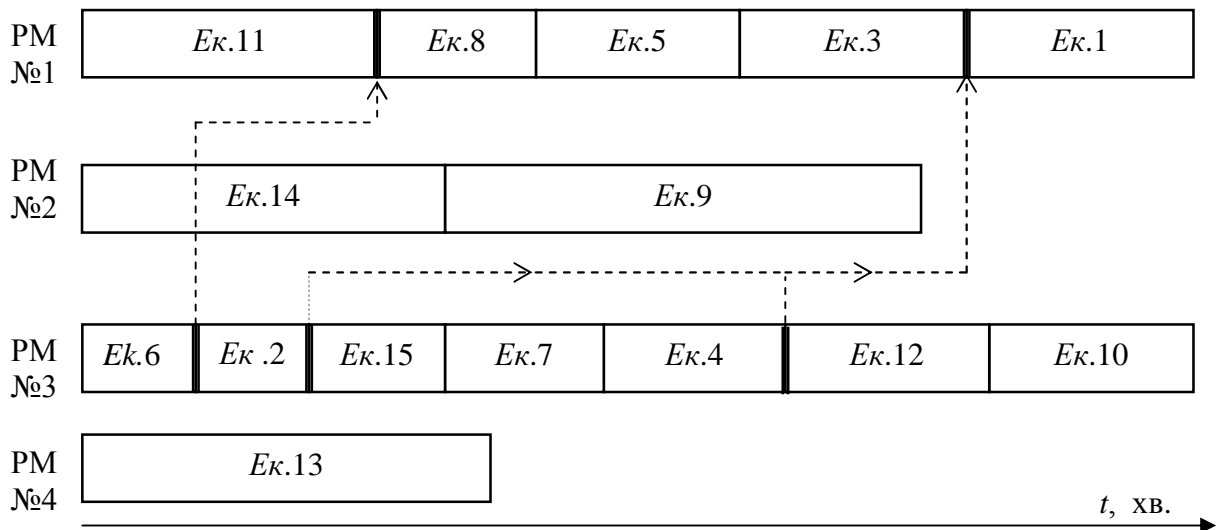 РМ №1
Ек.11 Ек.8 Ек.5 Ек.3 Ек.1
РМ №2
Ек.14 Ек.9
РМ №3
Ek.6 Ек .2 Ек.15 Ек.7 Ек.4 Ек.12 Ек.10
РМ №4
Ек.13
t, хв.